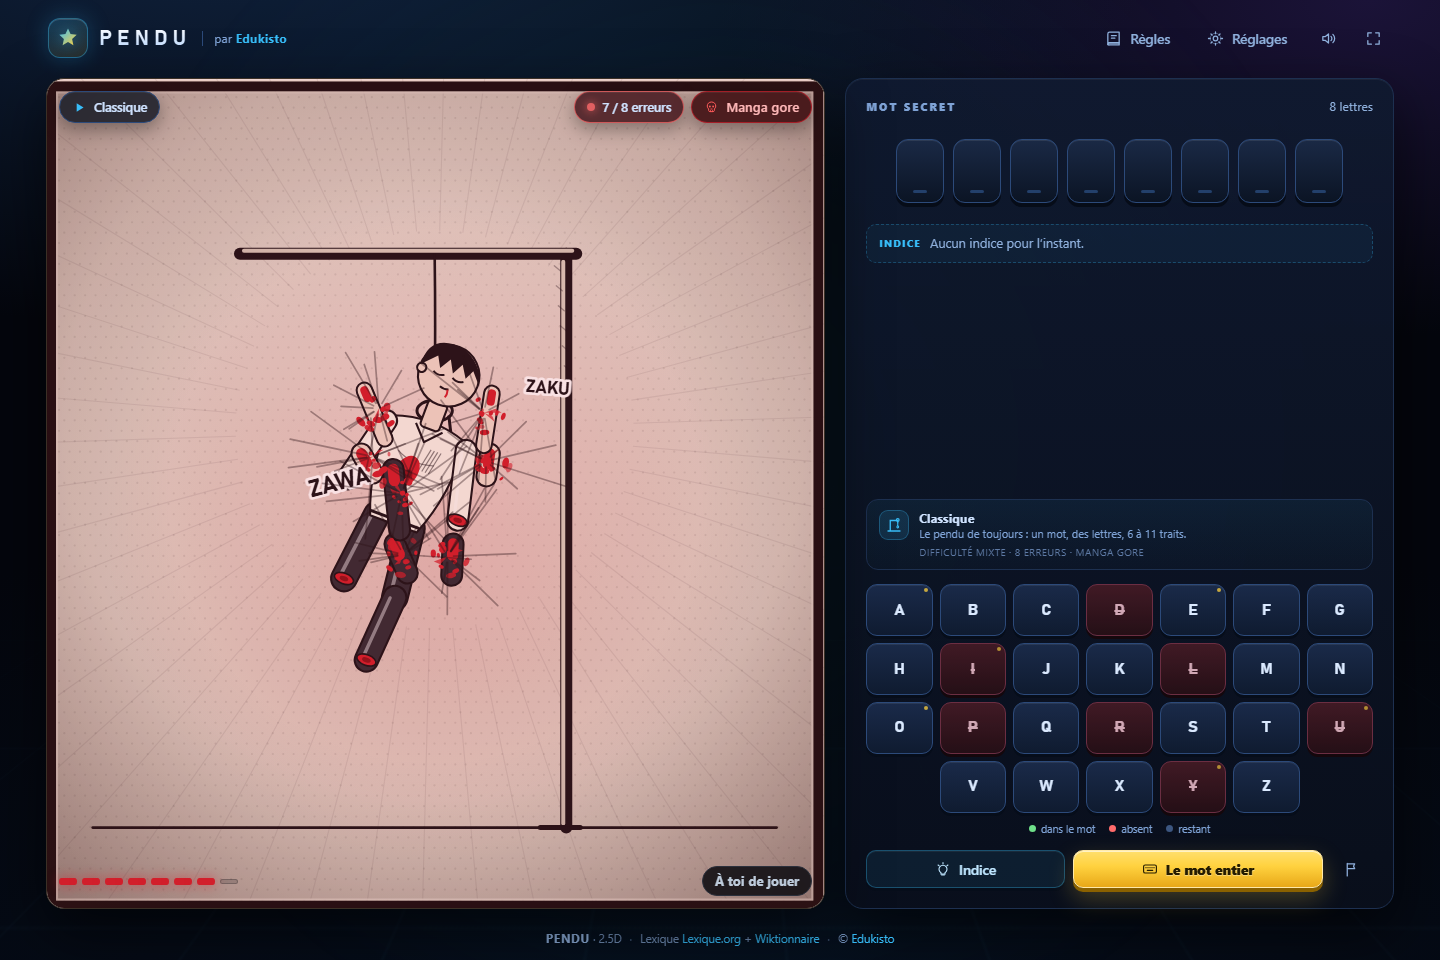 PENDU
par Edukisto
Règles
Réglages
Classique
7 / 8 erreurs
Manga gore
ZAKU
ZAWA
À toi de jouer
MOT SECRET
8 lettres
INDICE Aucun indice pour l'instant.
Classique
Le pendu de toujours : un mot, des lettres, 6 à 11 traits.
DIFFICULTÉ MIXTE · 8 ERREURS · MANGA GORE
A B C D E F G
H I J K L M N
O P Q R S T U
V W X Y Z
dans le mot absent restant
Indice
Le mot entier
PENDU · 2.5D · Lexique Lexique.org + Wiktionnaire · © Edukisto